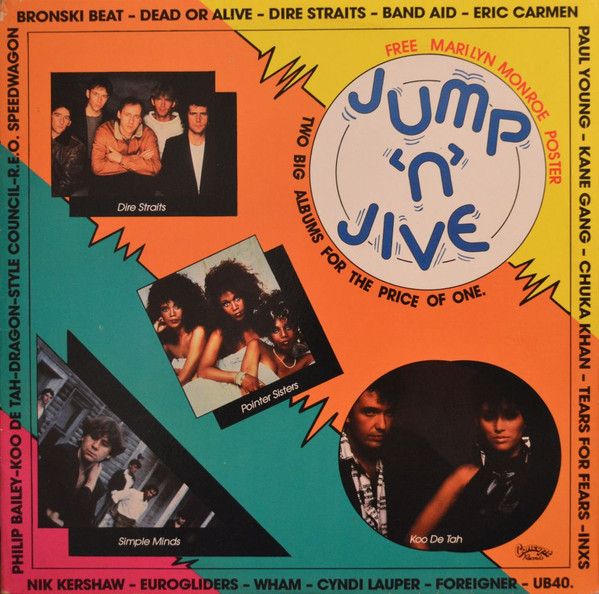 BRONSKI BEAT - DEAD OR ALIVE - DIRE STRAITS - BAND AID - ERIC CARMEN
PAUL YOUNG - KANE GANG - CHUKA KHAN - TEARS FOR FEARS -INXS
PHILIP BAILEY-KOO DE TAH-DRAGON-STYLE COUNCIL-R.E.O. SPEEDWAGON
FREE MARILYN MONROE POSTER
JUMP
'n'
JIVE
TWO BIG ALBUMS FOR THE PRICE OF ONE.
Dire Straits
Pointer Sisters
Simple Minds
Koo De Tah
NIK KERSHAW - EUROGLIDERS - WHAM - CYNDI LAUPER - FOREIGNER - UB40.